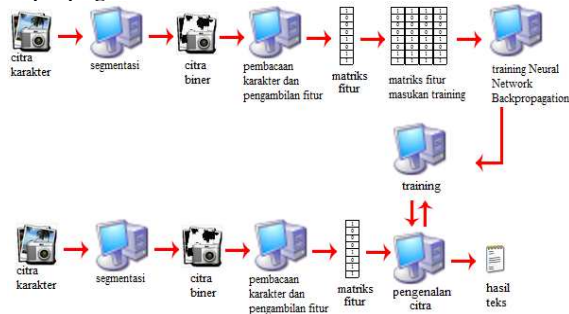 citra
karakter
segmentasi
citra
biner
pembacaan
karakter dan
pengambilan fitur
matriks
fitur
matriks fitur
masukan training
training Neural
Network
Backpropagation
training
citra
karakter
segmentasi
citra
biner
pembacaan
karakter dan
pengambilan fitur
matriks
fitur
pengenalan
citra
hasil
teks